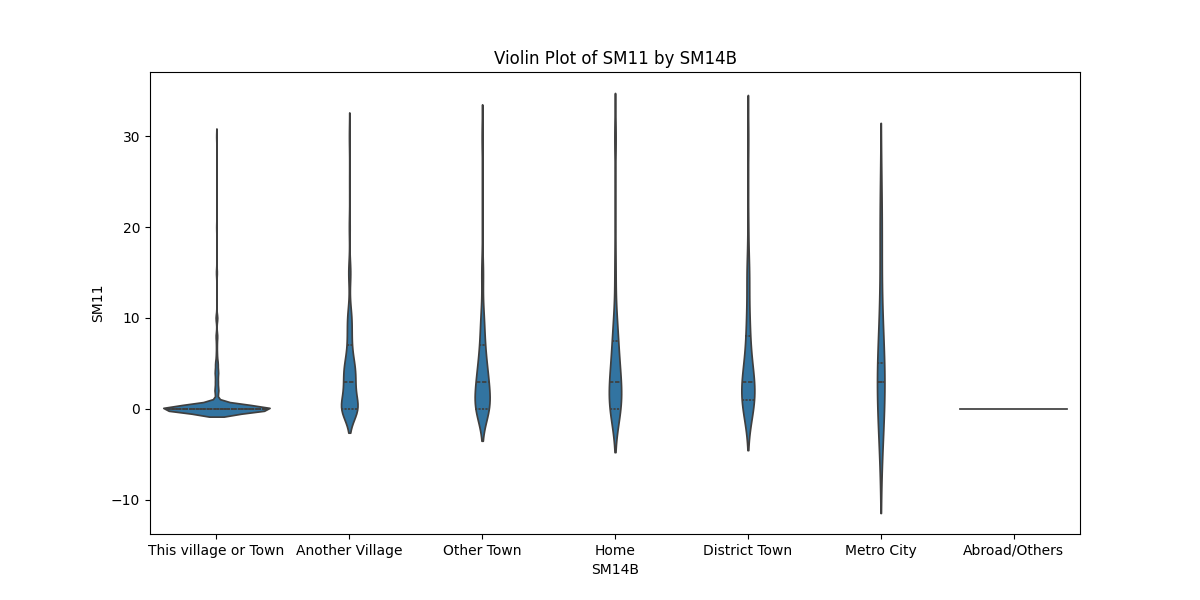 Violin Plot of SM11 by SM14B
30
20
10
0
−10
SM11
This village or Town
Another Village
Other Town
Home
District Town
Metro City
Abroad/Others
SM14B